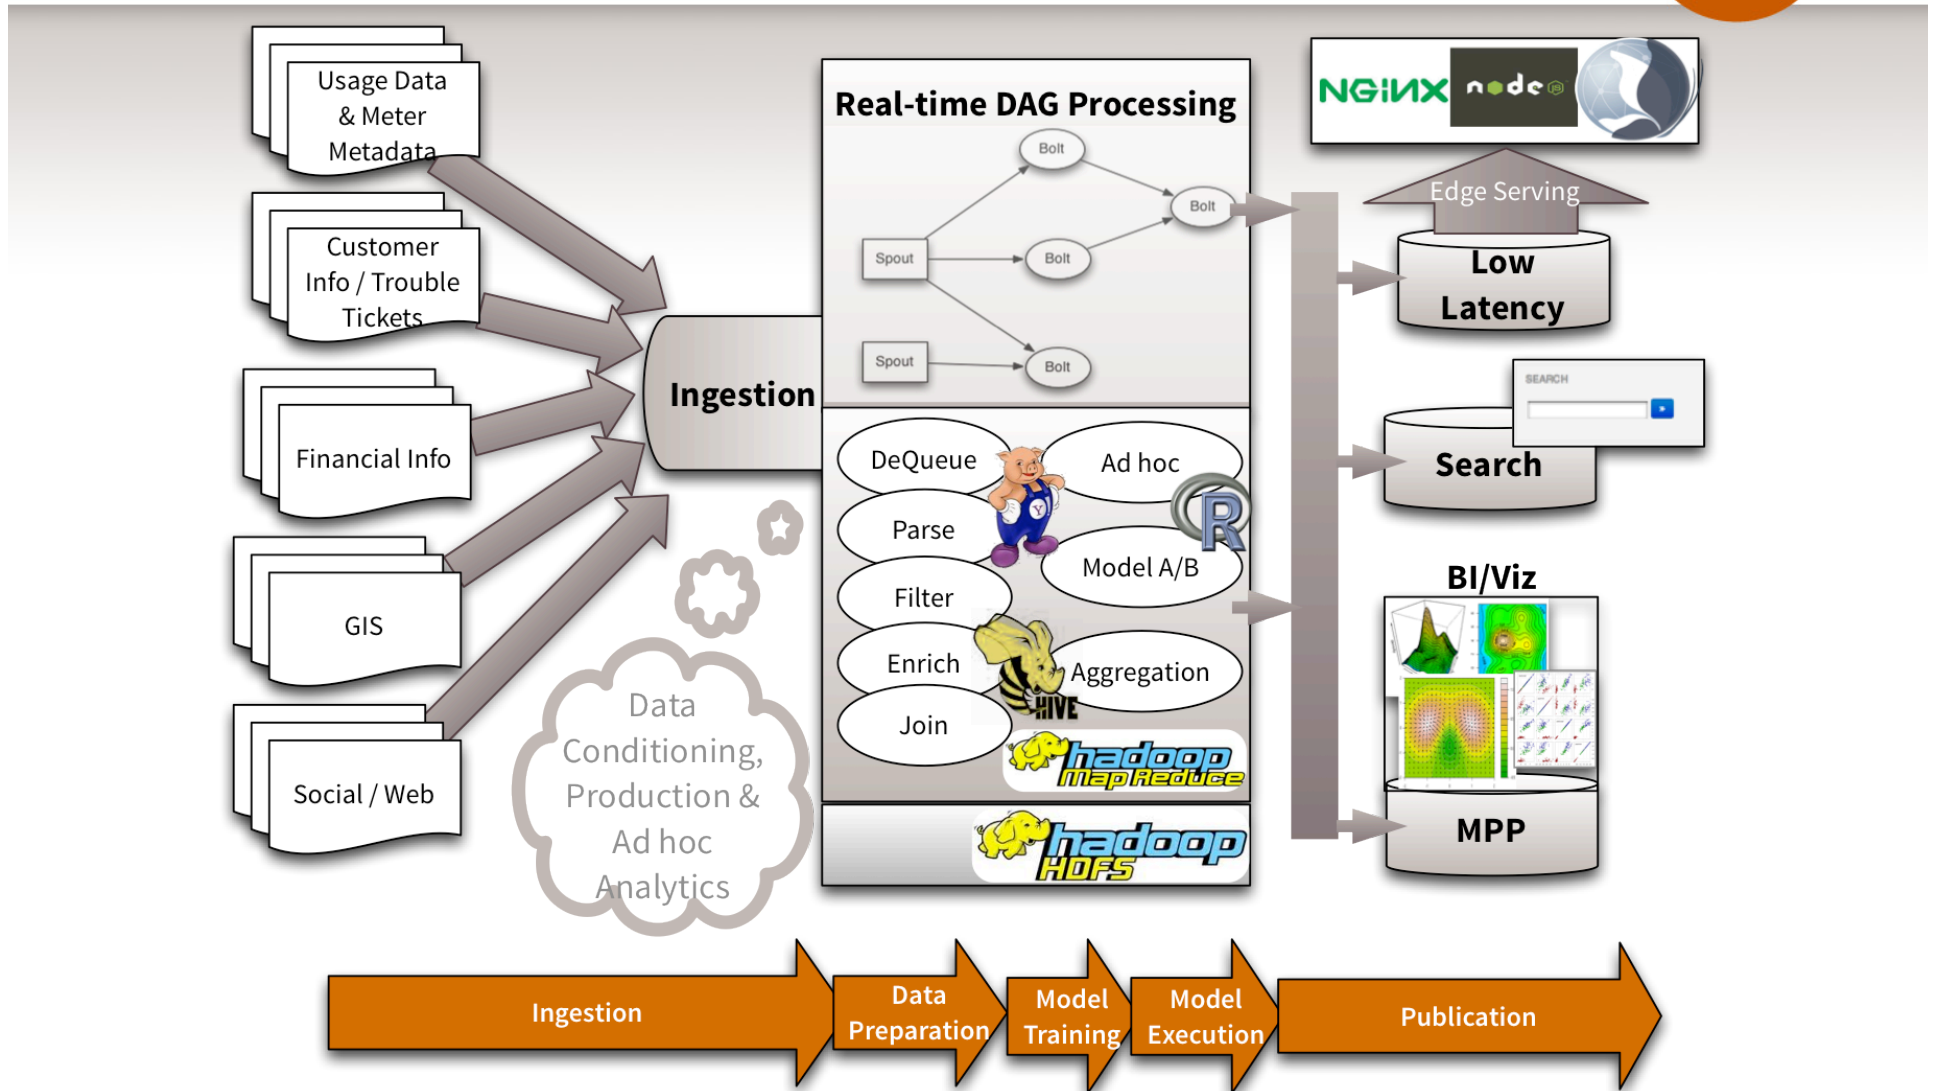 Usage Data
& Meter
Metadata
Customer
Info / Trouble
Tickets
Financial Info
GIS
Social / Web
Ingestion
Data
Conditioning,
Production &
Ad hoc
Analytics
Real-time DAG Processing
Bolt
Bolt
Spout
Bolt
Spout
Bolt
DeQueue
Parse
Filter
Enrich
Join
Y
Ad hoc
R
Model A/B
Aggregation
HIVE
hadoop
Map Reduce
hadoop
HDFS
NGiNX
node
JS
Edge Serving
Low
Latency
SEARCH
»
Search
BI/Viz
MPP
Ingestion
Data
Preparation
Model
Training
Model
Execution
Publication